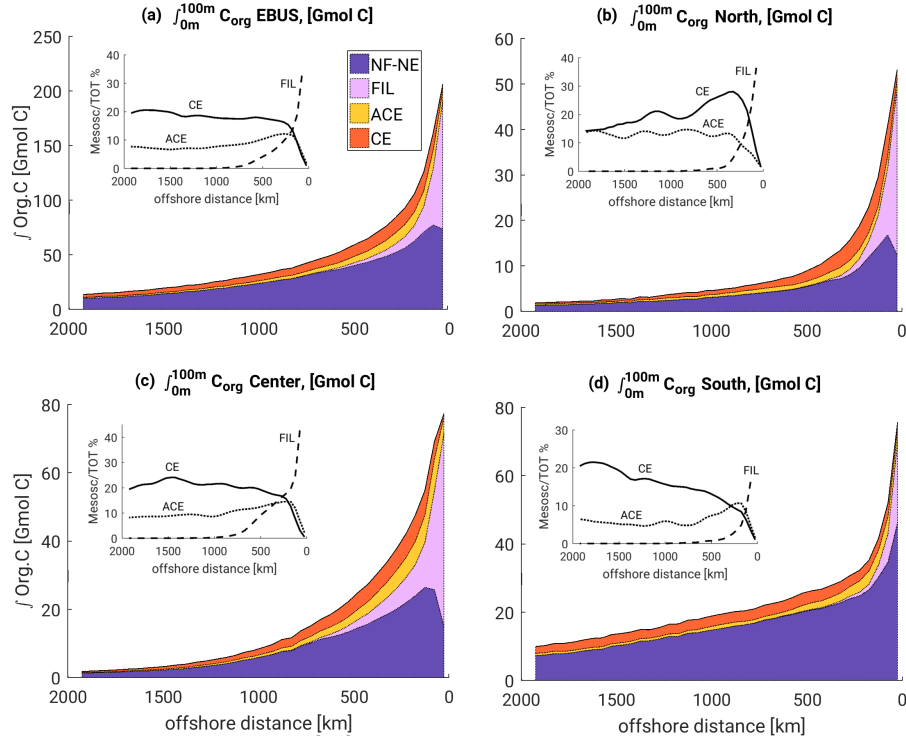 (a) ∫0m100m Corg EBUS, [Gmol C]
250
200
150
100
50
0
∫ Org.C [Gmol C]
2000 1500 1000 500 0
40
30
20
10
0
Mesosc/TOT %
2000 1500 1000 500 0
offshore distance [km]
CE
ACE
FIL
NF-NE
FIL
ACE
CE
(b) ∫0m100m Corg North, [Gmol C]
60
50
40
30
20
10
0
2000 1500 1000 500 0
40
30
20
10
0
Mesosc/TOT %
2000 1500 1000 500 0
offshore distance [km]
FIL
CE
ACE
(c) ∫0m100m Corg Center, [Gmol C]
80
60
40
20
0
∫ Org.C [Gmol C]
2000 1500 1000 500 0
offshore distance [km]
40
30
20
10
0
Mesosc/TOT %
2000 1500 1000 500 0
offshore distance [km]
FIL
CE
ACE
(d) ∫0m100m Corg South, [Gmol C]
80
60
40
20
0
2000 1500 1000 500 0
offshore distance [km]
30
20
10
0
Mesosc/TOT %
2000 1500 1000 500 0
offshore distance [km]
CE
FIL
ACE